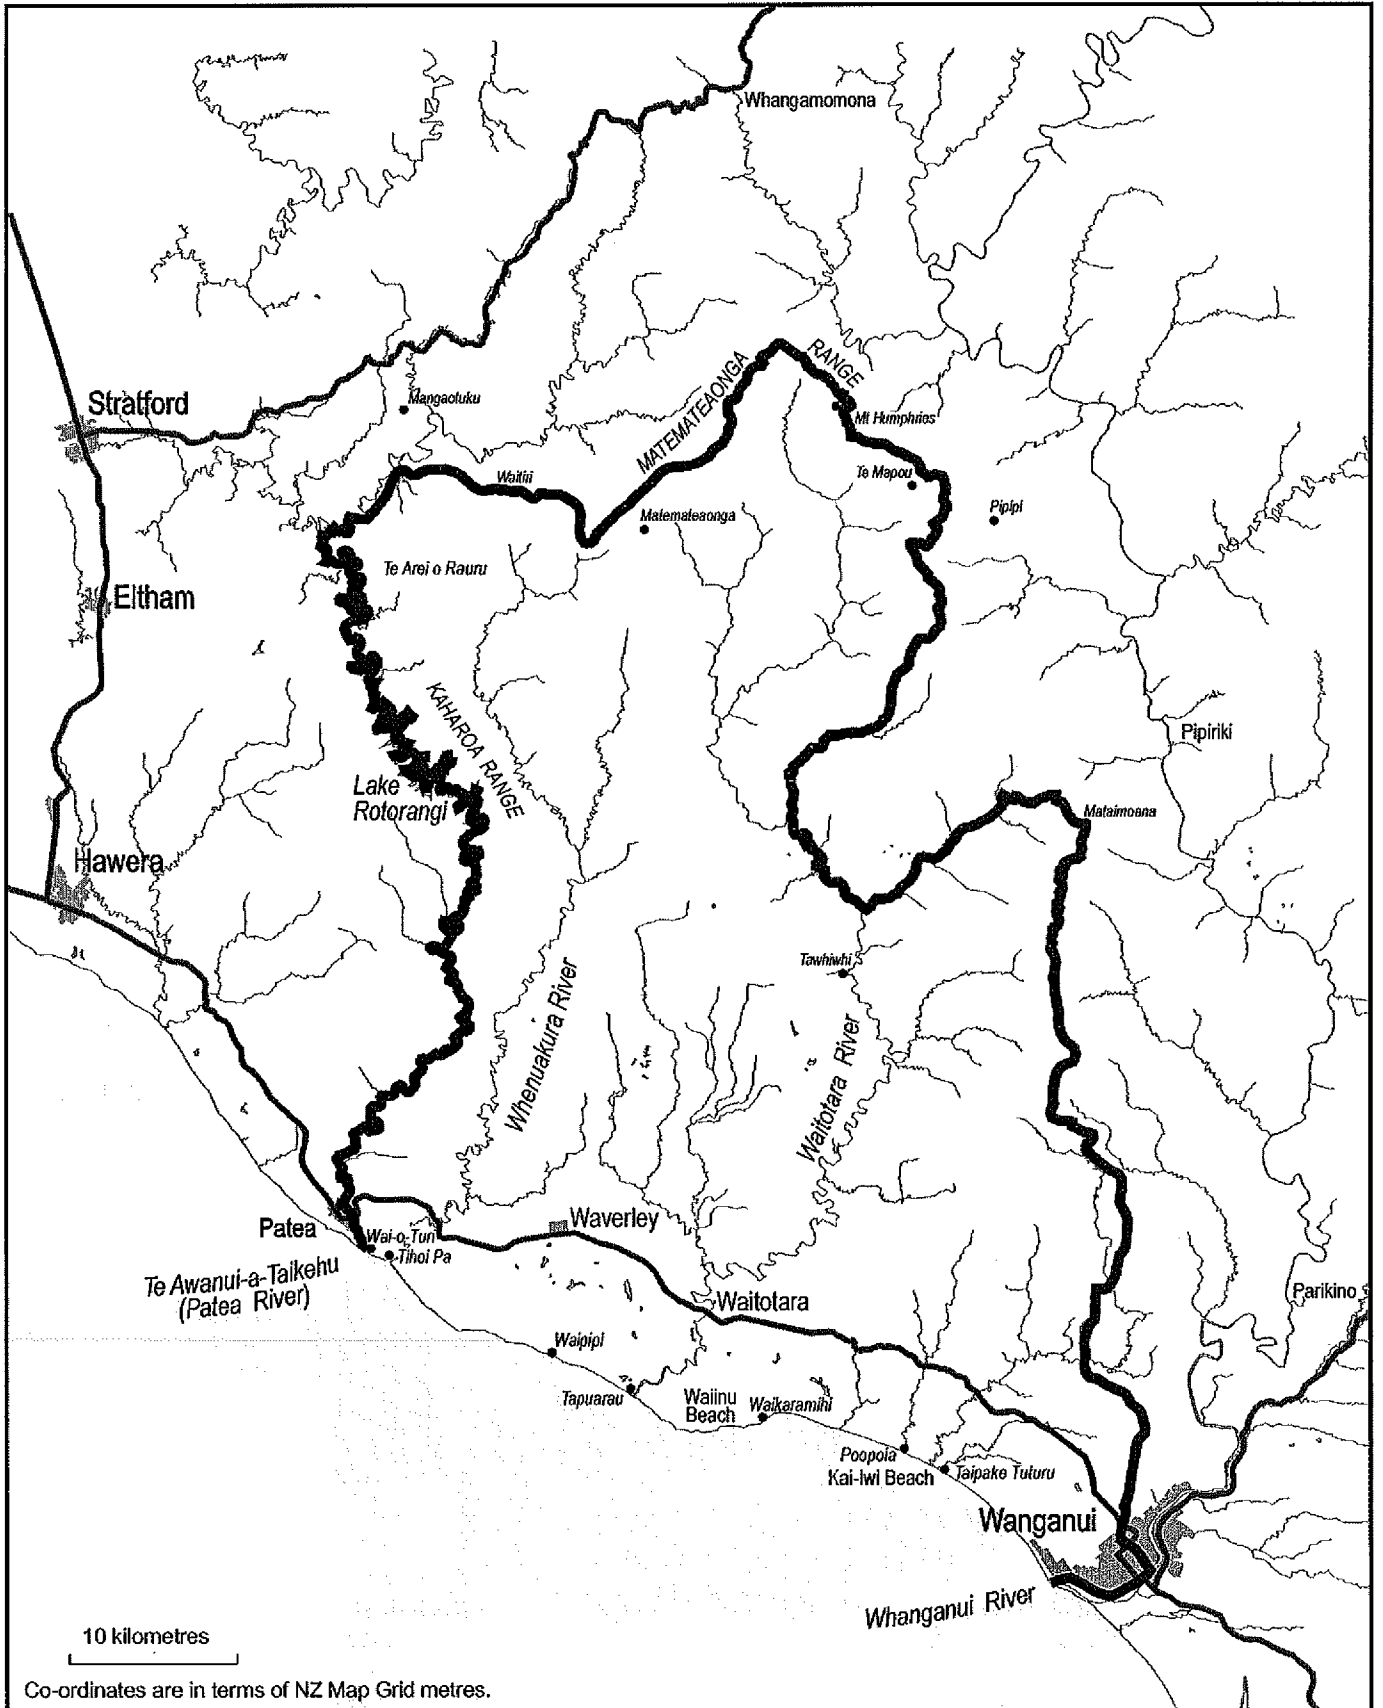 Whangamomona
RANGE
MATEMATEAONGA
Stratford
Mangaotuku
Mt Humphries
Waitiri
Te Mapou
Matemateaonga
Pipipi
Te Arei o Rauru
Eltham
KAHAROA RANGE
Pipiriki
Lake
Rotorangi
Mataimoana
Hawera
Tawhiwhi
Whenuakura River
Waitotara River
Patea
Waverley
Wai-o-Turi
Tihoi Pa
Te Awanui-a-Taikehu
(Patea River)
Waitotara
Parikino
Waipipi
Tapuarau
Waiinu
Beach
Waikaramihi
Poopoia
Kai-Iwi Beach
Taipake Tuturu
Wanganui
Whanganui River
10 kilometres
Co-ordinates are in terms of NZ Map Grid metres.